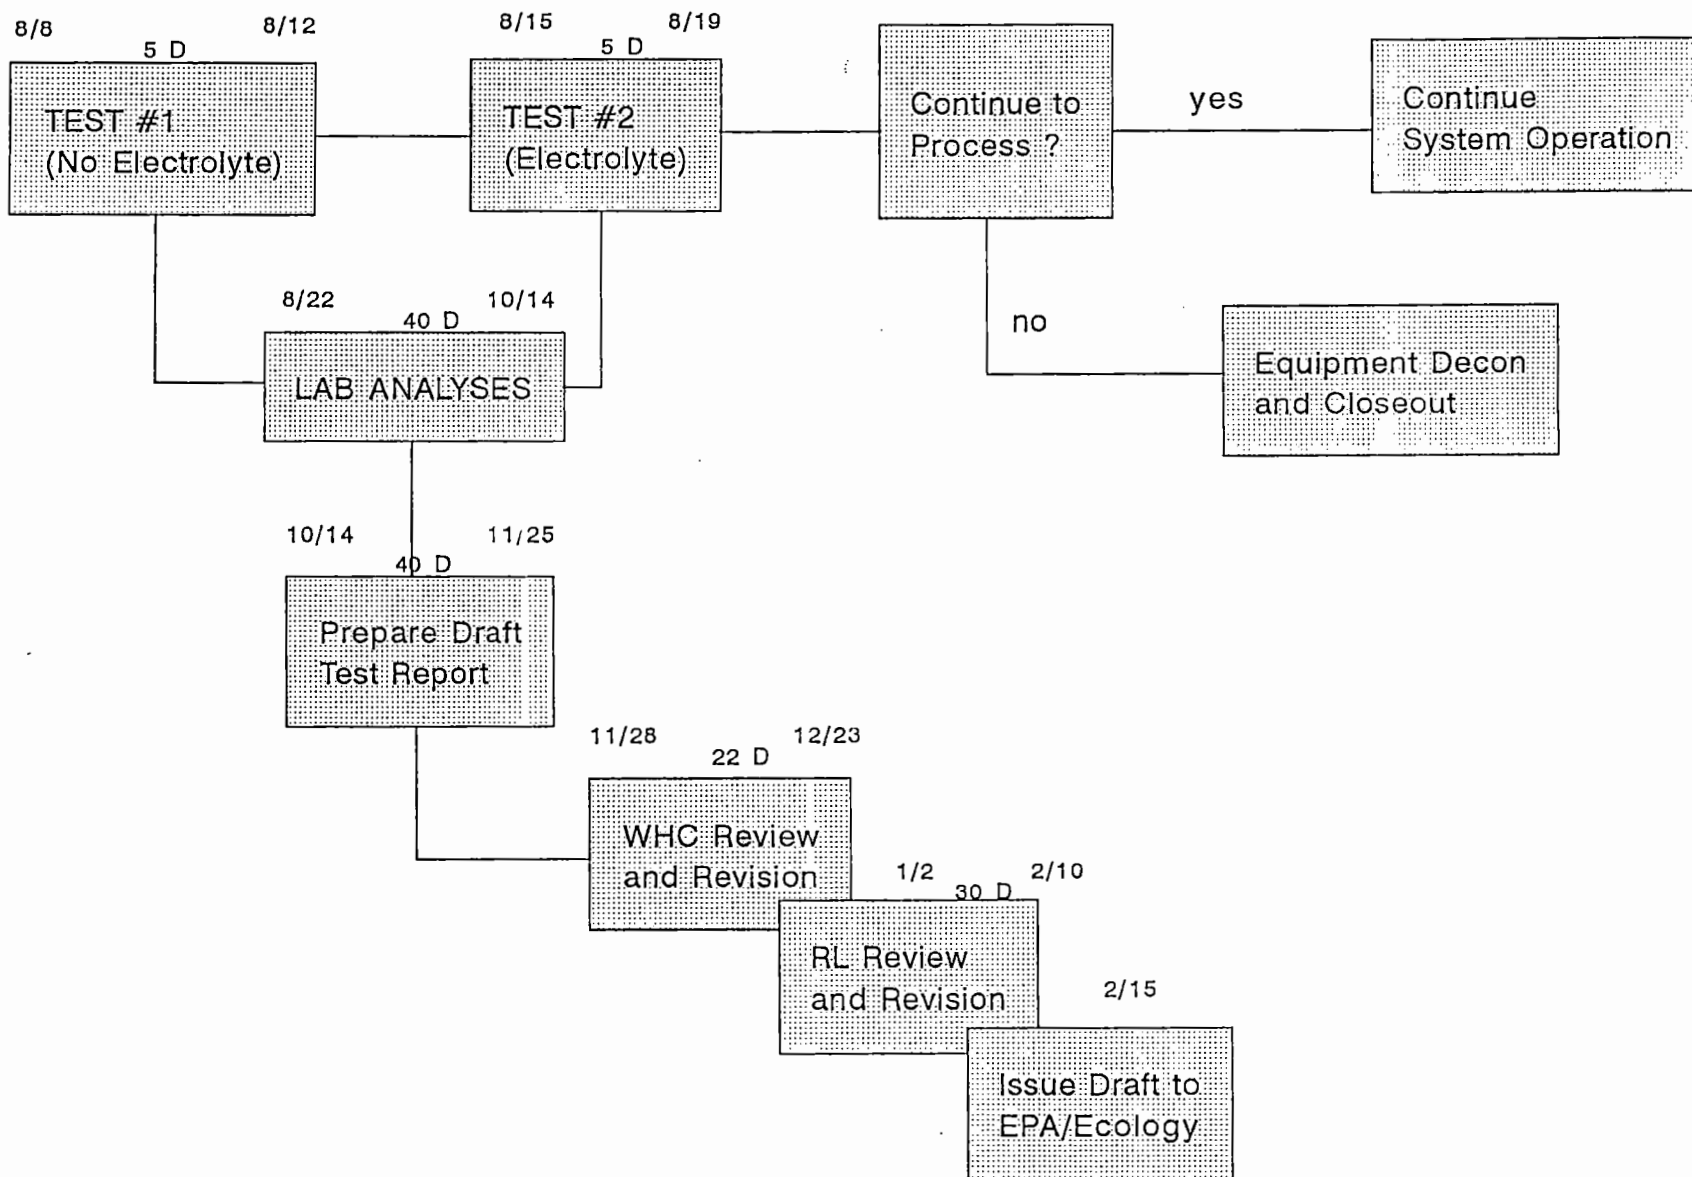 8/8
8/12
5 D
TEST #1
(No Electrolyte)
8/15
8/19
5 D
TEST #2
(Electrolyte)
Continue to
Process ?
yes
Continue
System Operation
no
Equipment Decon
and Closeout
8/22
10/14
40 D
LAB ANALYSES
10/14
11/25
40 D
Prepare Draft
Test Report
11/28
12/23
22 D
WHC Review
and Revision
1/2
2/10
30 D
RL Review
and Revision
2/15
Issue Draft to
EPA/Ecology